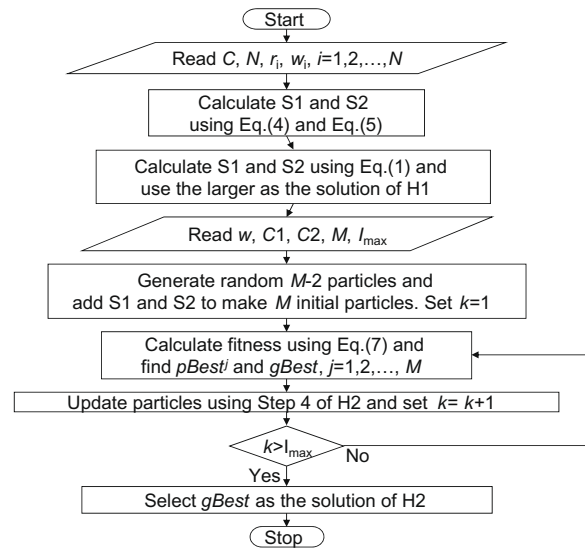 Start
Read C, N, rᵢ, wᵢ, i=1,2,…,N
Calculate S1 and S2
using Eq.(4) and Eq.(5)
Calculate S1 and S2 using Eq.(1) and
use the larger as the solution of H1
Read w, C1, C2, M, Iₘₐₓ
Generate random M-2 particles and
add S1 and S2 to make M initial particles. Set k=1
Calculate fitness using Eq.(7) and
find pBestʲ and gBest, j=1,2,…, M
Update particles using Step 4 of H2 and set k= k+1
k>Iₘₐₓ
No
Yes
Select gBest as the solution of H2
Stop